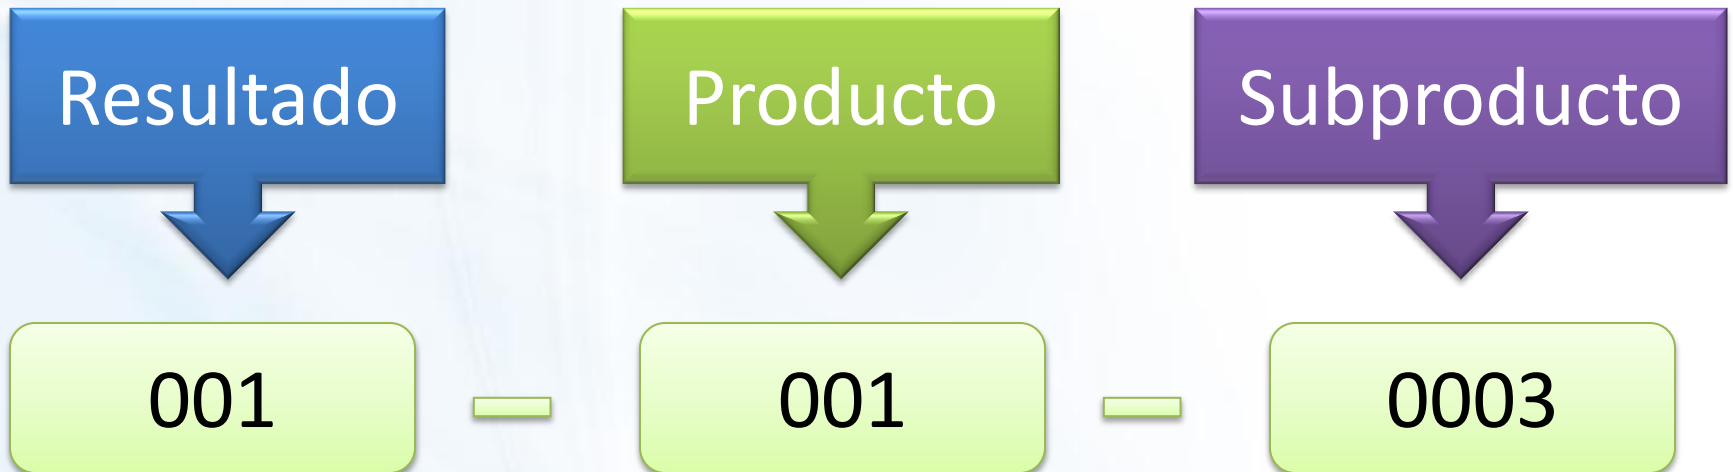 Resultado Producto Subproducto
001 – 001 – 0003